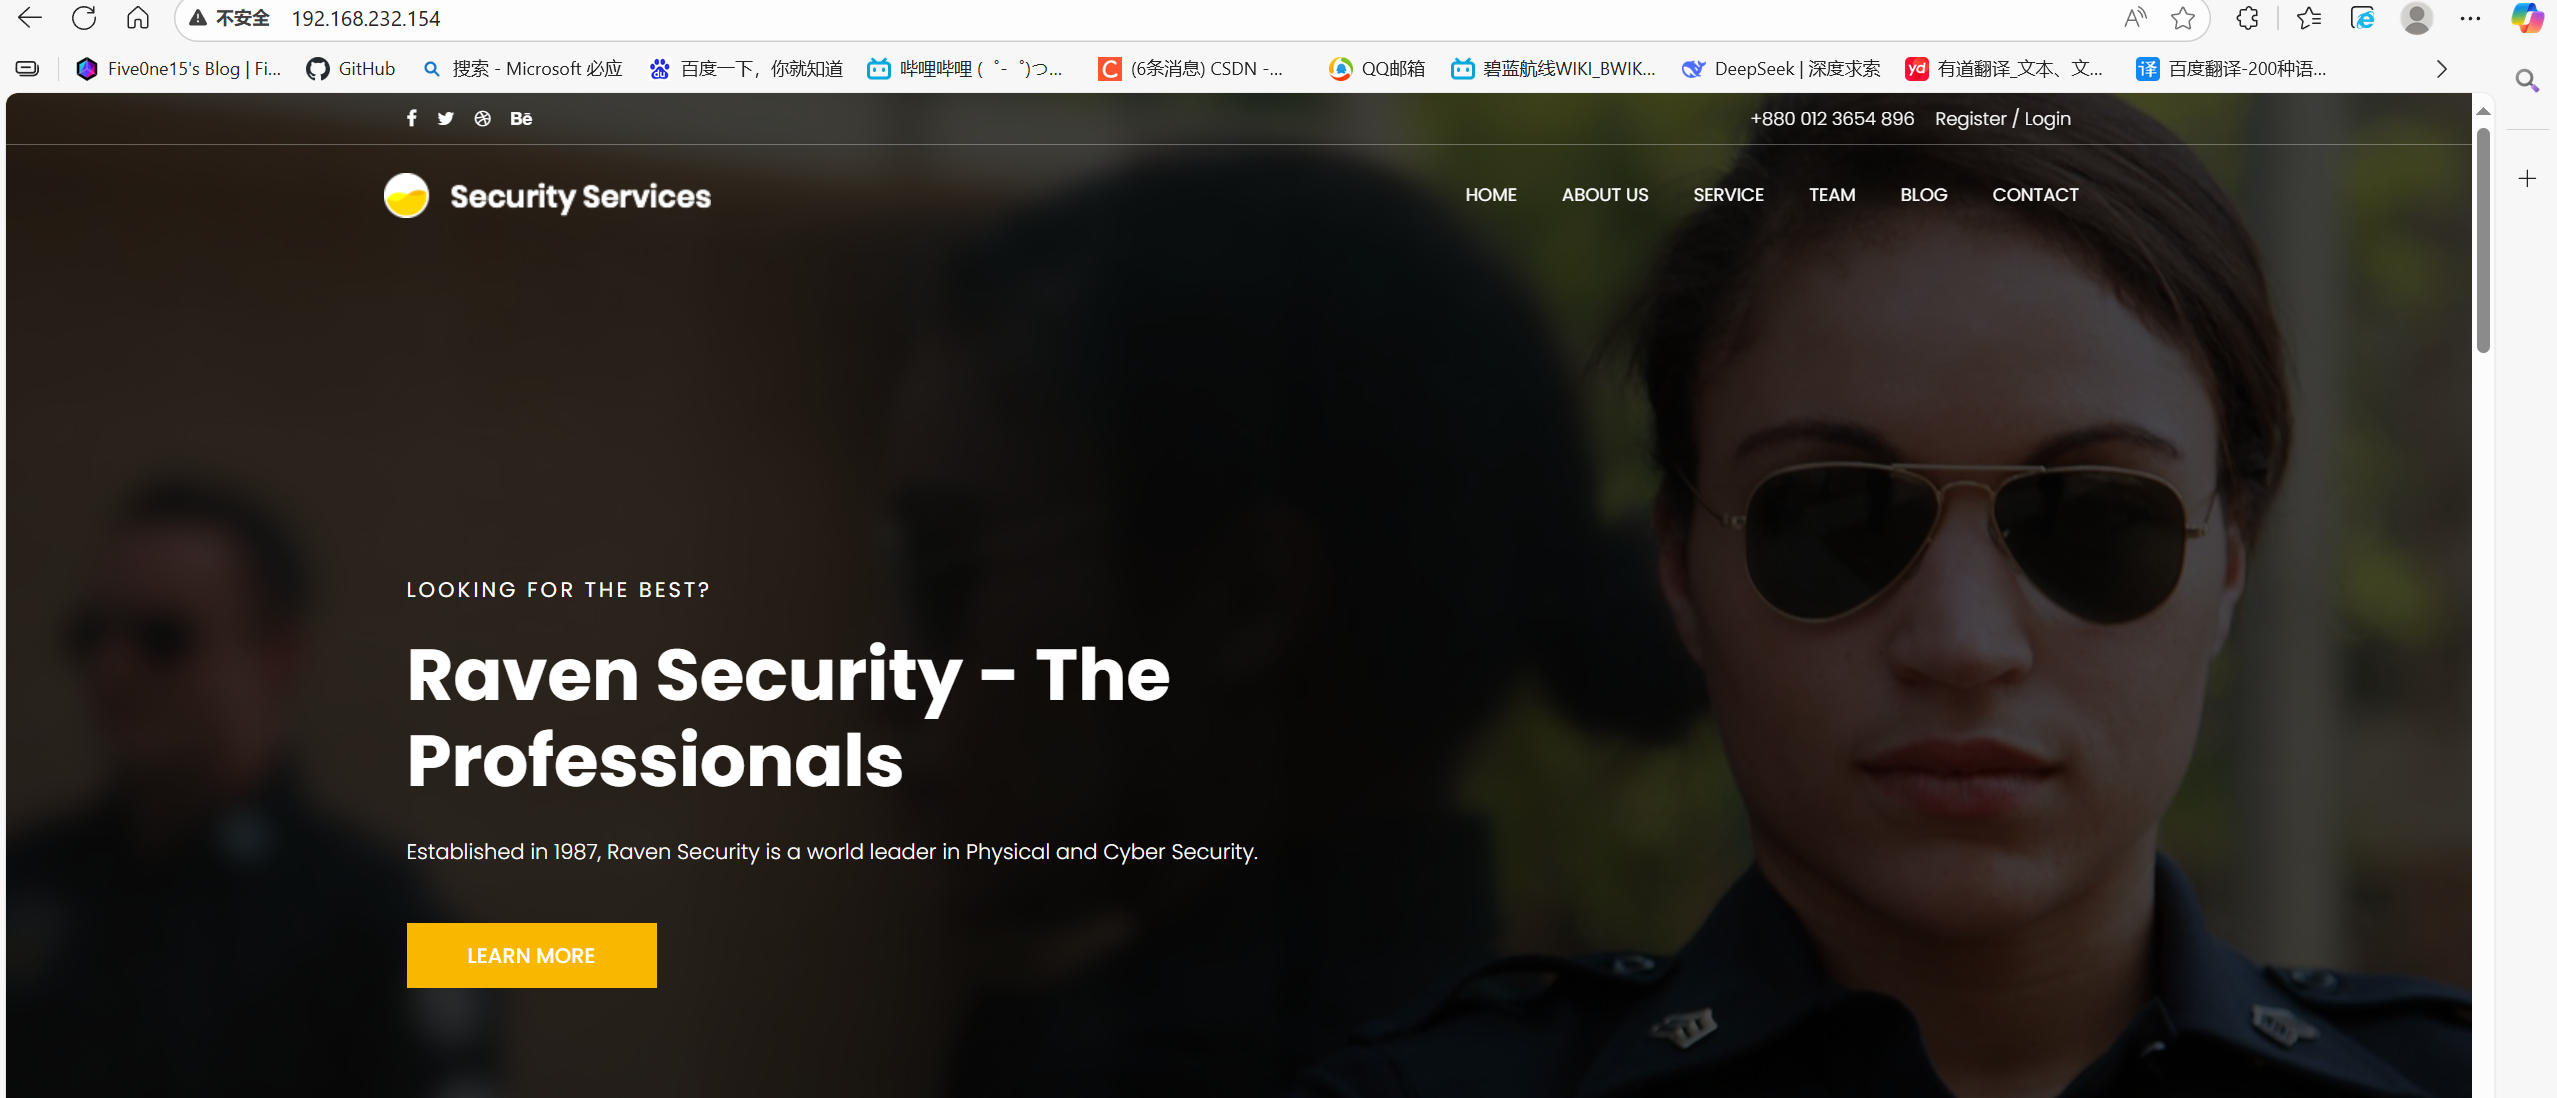 不安全 192.168.232.154
Five0ne15's Blog | Fi... GitHub 搜索 - Microsoft 必应 百度一下，你就知道 哔哩哔哩 ( ゜- ゜)つ... (6条消息) CSDN -... QQ邮箱 碧蓝航线WIKI_BWIK... DeepSeek | 深度求索 有道翻译_文本、文... 百度翻译-200种语...
+880 012 3654 896 Register / Login
Security Services HOME ABOUT US SERVICE TEAM BLOG CONTACT
LOOKING FOR THE BEST?
Raven Security - The
Professionals
Established in 1987, Raven Security is a world leader in Physical and Cyber Security.
LEARN MORE